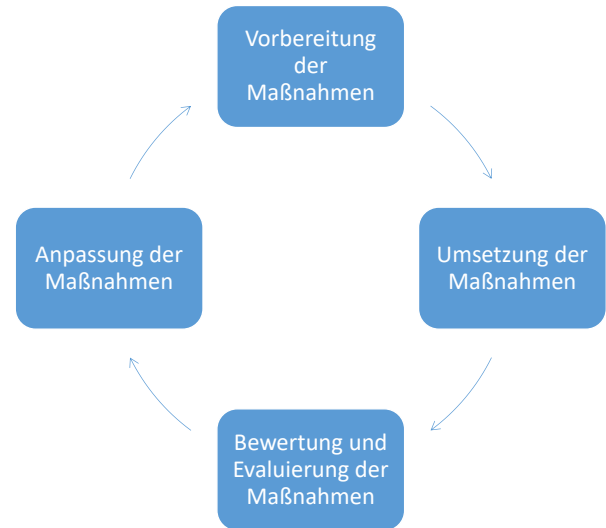 Vorbereitung
der
Maßnahmen
Umsetzung der
Maßnahmen
Bewertung und
Evaluierung der
Maßnahmen
Anpassung der
Maßnahmen